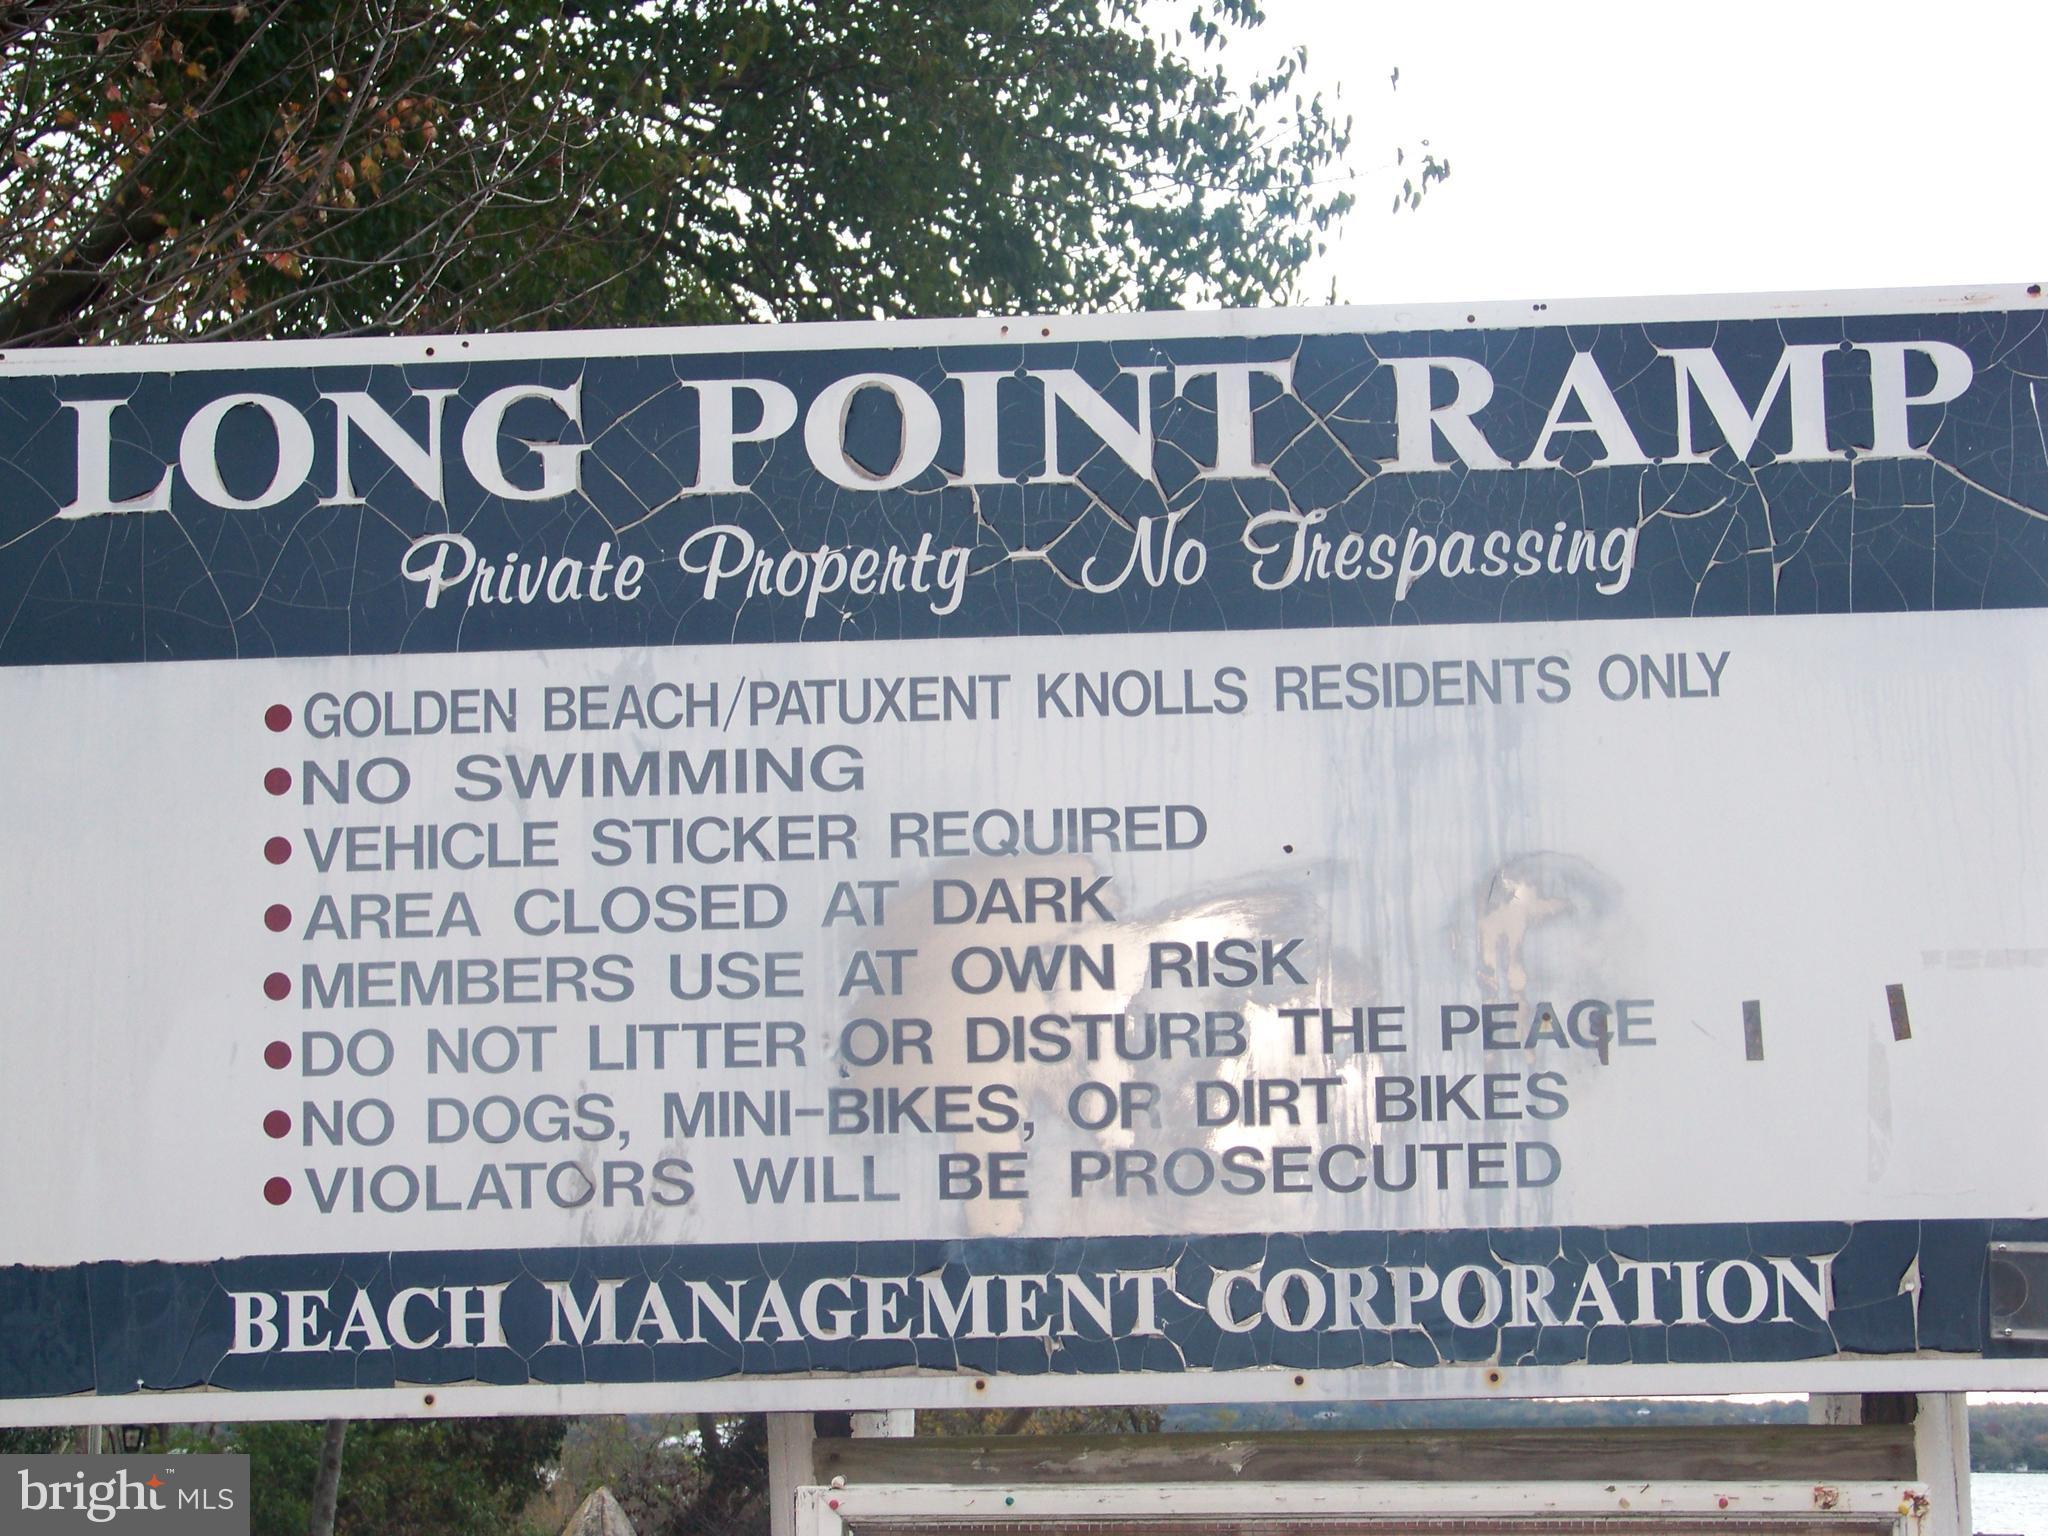 LONG POINT RAMP
Private Property - No Trespassing
• GOLDEN BEACH/PATUXENT KNOLLS RESIDENTS ONLY
• NO SWIMMING
• VEHICLE STICKER REQUIRED
• AREA CLOSED AT DARK
• MEMBERS USE AT OWN RISK
• DO NOT LITTER OR DISTURB THE PEACE
• NO DOGS, MINI-BIKES, OR DIRT BIKES
• VIOLATORS WILL BE PROSECUTED
BEACH MANAGEMENT CORPORATION
bright™ MLS